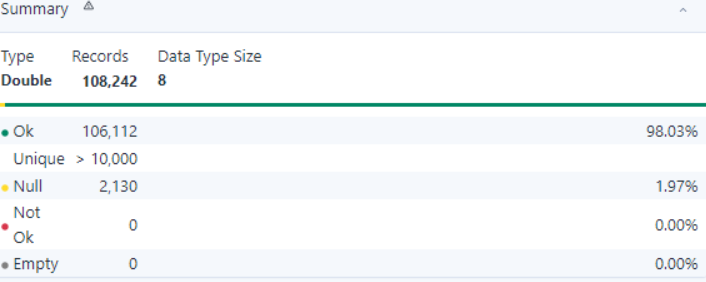 Summary
Type Records Data Type Size
Double 108,242 8
Ok 106,112 98.03%
Unique > 10,000
Null 2,130 1.97%
Not
Ok 0 0.00%
Empty 0 0.00%